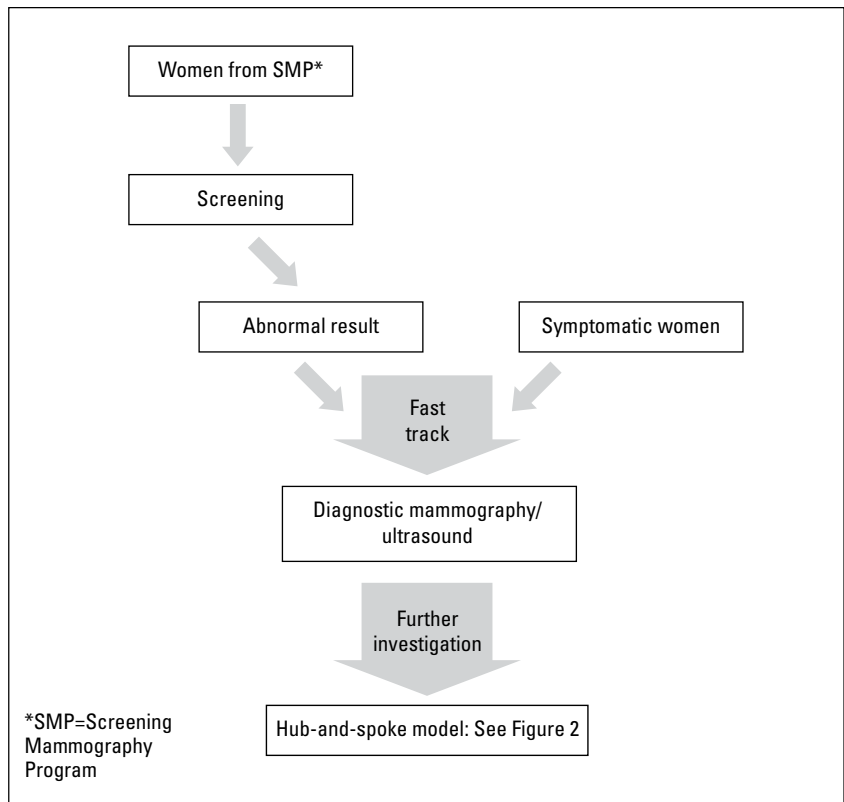 Women from SMP*
Screening
Abnormal result
Symptomatic women
Fast
track
Diagnostic mammography/
ultrasound
Further
investigation
Hub-and-spoke model: See Figure 2
*SMP=Screening
Mammography
Program